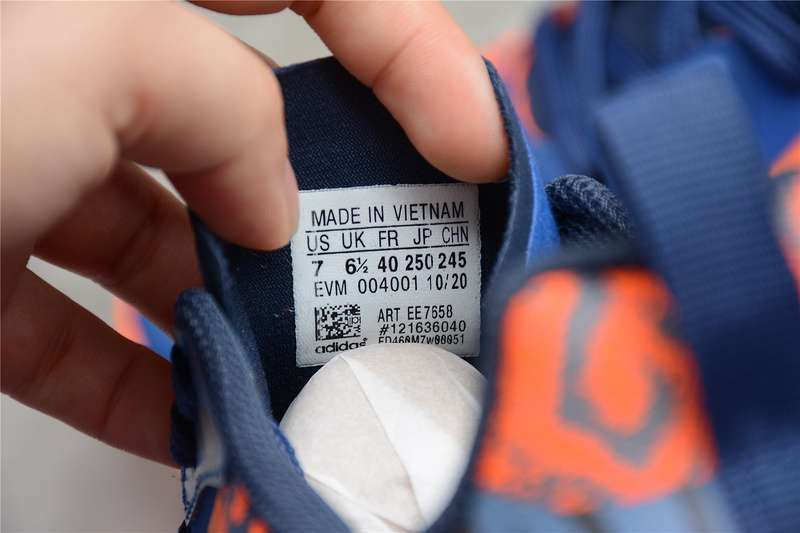 MADE IN VIETNAM
US UK FR JP CHN
7 6½ 40 250 245
EVM 004001 10/20
ART EE7658
#121636040
adidas